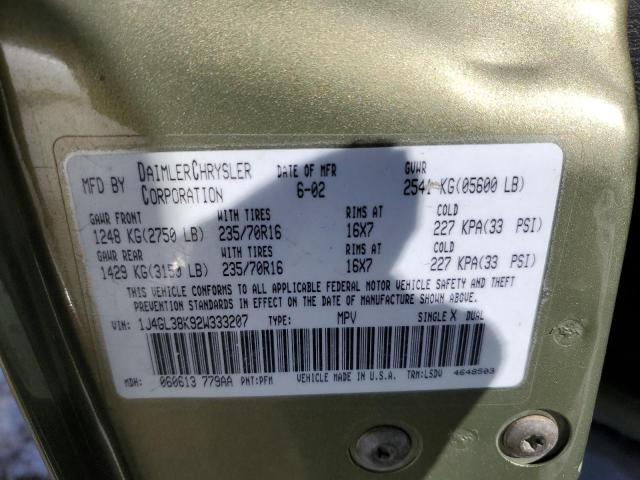 MFD BY DAIMLERCHRYSLER CORPORATION DATE OF MFR 6-02 GVWR 2541 KG(05600 LB)
GAWR FRONT WITH TIRES RIMS AT COLD
1248 KG(2750 LB) 235/70R16 16X7 227 KPA(33 PSI)
GAWR REAR WITH TIRES RIMS AT COLD
1429 KG(3150 LB) 235/70R16 16X7 227 KPA(33 PSI)
THIS VEHICLE CONFORMS TO ALL APPLICABLE FEDERAL MOTOR VEHICLE SAFETY AND THEFT
PREVENTION STANDARDS IN EFFECT ON THE DATE OF MANUFACTURE SHOWN ABOVE.
VIN: 1J4GL38K92W333207 TYPE: MPV SINGLE X DUAL
MDH: 060613 779AA PNT:PFM VEHICLE MADE IN U.S.A. TRM:LSDV 4648503